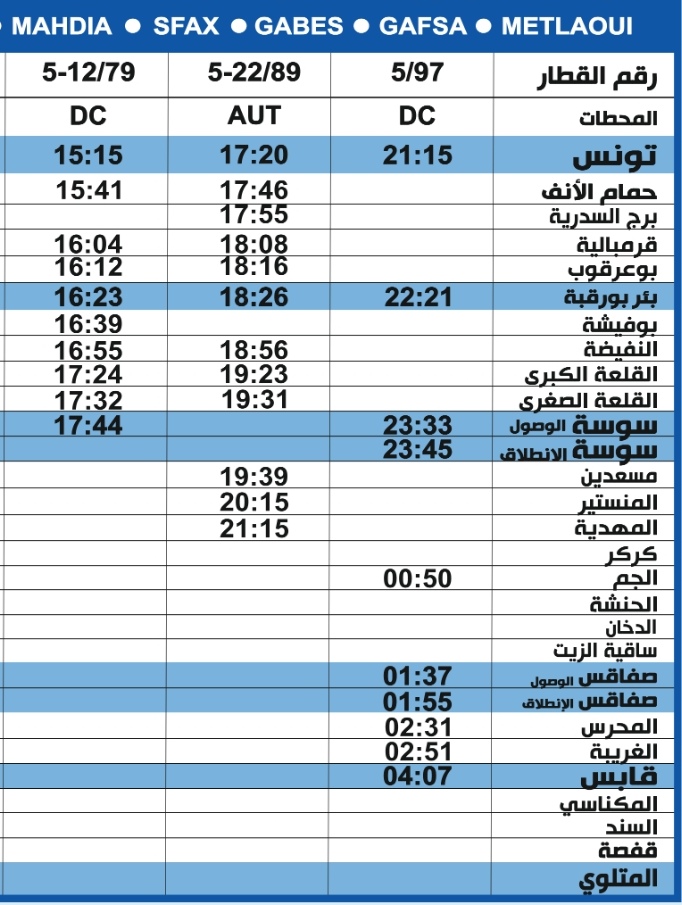 MAHDIA ● SFAX ● GABES ● GAFSA ● METLAOUI
رقم القطار 5/97 5-22/89 5-12/79
المحطات DC AUT DC
تونس 21:15 17:20 15:15
حمام الأنف 17:46 15:41
برج السدرية 17:55
قرمبالية 18:08 16:04
بوعرقوب 18:16 16:12
بئر بورقبة 22:21 18:26 16:23
بوفيشة 16:39
النفيضة 18:56 16:55
القلعة الكبرى 19:23 17:24
القلعة الصغرى 19:31 17:32
سوسة الوصول 23:33 17:44
سوسة الانطلاق 23:45
مسعدين 19:39
المنستير 20:15
المهدية 21:15
كركر
الجم 00:50
الحنشة
الدخان
ساقية الزيت
صفاقس الوصول 01:37
صفاقس الإنطلاق 01:55
المحرس 02:31
الغريبة 02:51
قابس 04:07
المكناسي
السند
قفصة
المتلوي